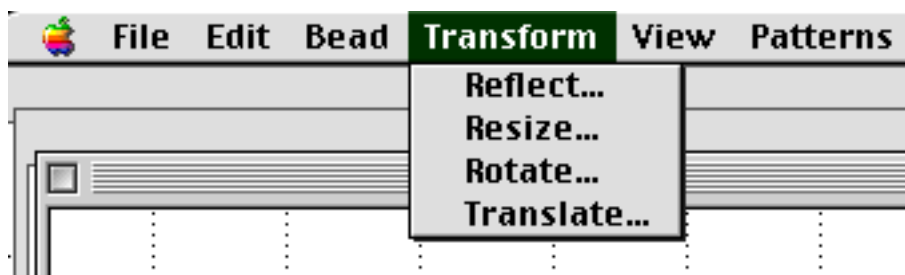 File Edit Bead Transform View Patterns
Reflect...
Resize...
Rotate...
Translate...